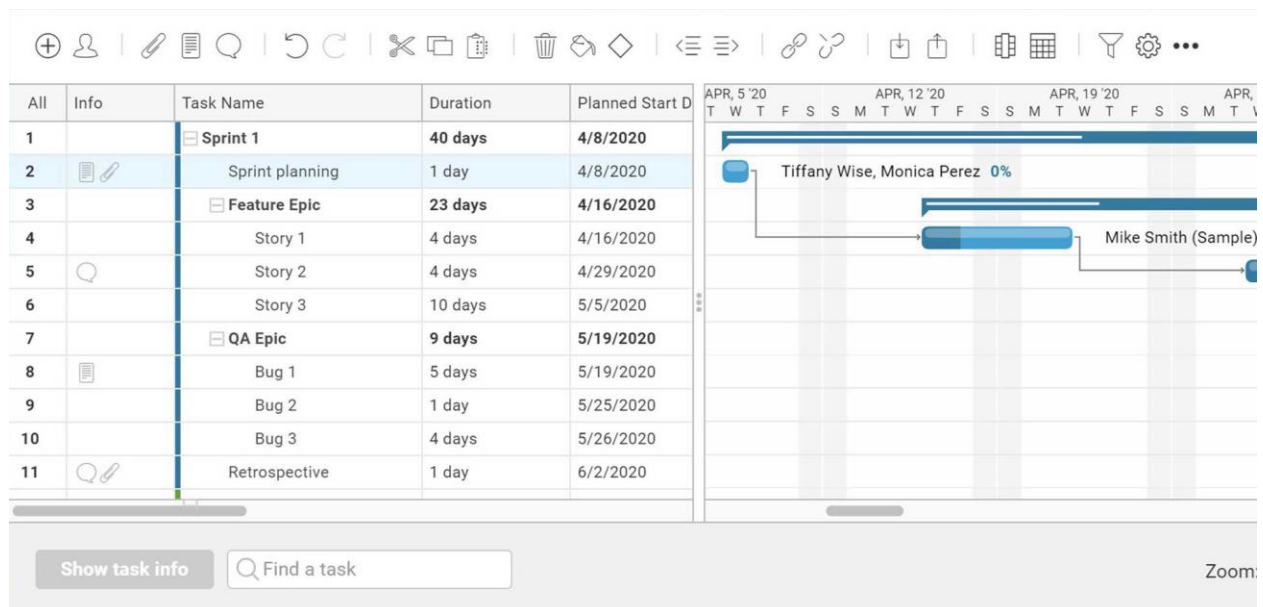 All Info Task Name Duration Planned Start D APR, 5 '20 APR, 12 '20 APR, 19 '20 APR,
T W T F S S M T W T F S S M T W T F S S M T
1 Sprint 1 40 days 4/8/2020
2 Sprint planning 1 day 4/8/2020 Tiffany Wise, Monica Perez 0%
3 Feature Epic 23 days 4/16/2020
4 Story 1 4 days 4/16/2020 Mike Smith (Sample)
5 Story 2 4 days 4/29/2020
6 Story 3 10 days 5/5/2020
7 QA Epic 9 days 5/19/2020
8 Bug 1 5 days 5/19/2020
9 Bug 2 1 day 5/25/2020
10 Bug 3 4 days 5/26/2020
11 Retrospective 1 day 6/2/2020
Show task info Find a task Zoom: